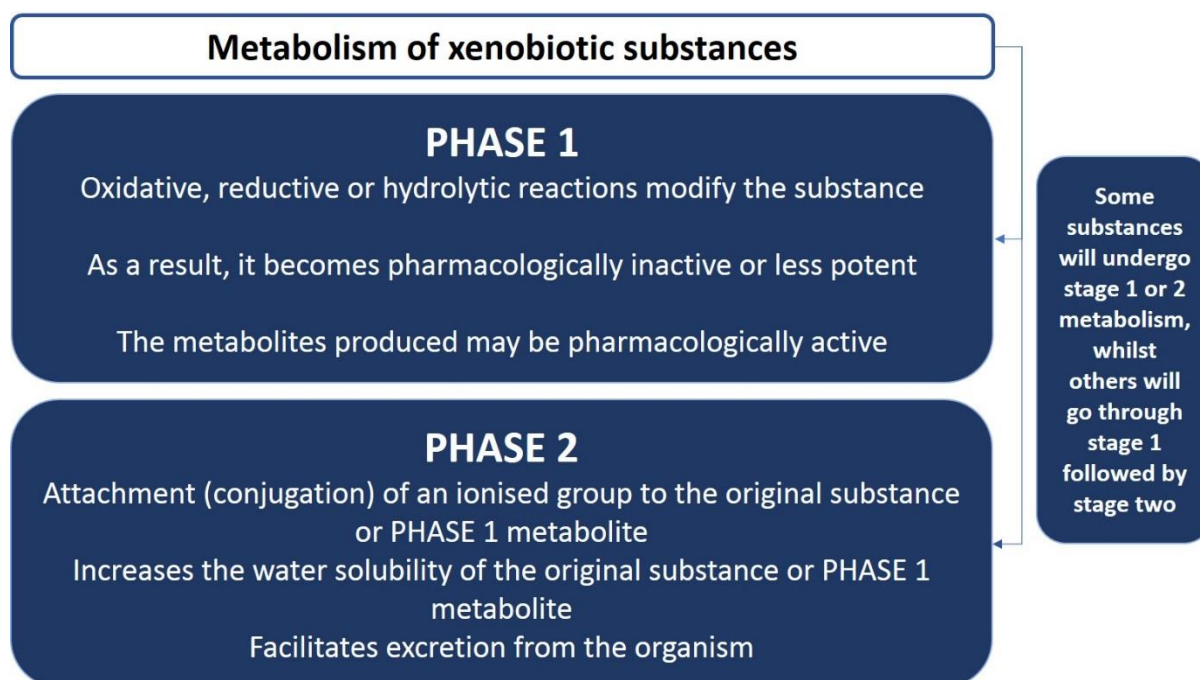 Metabolism of xenobiotic substances
PHASE 1
Oxidative, reductive or hydrolytic reactions modify the substance
As a result, it becomes pharmacologically inactive or less potent
The metabolites produced may be pharmacologically active
PHASE 2
Attachment (conjugation) of an ionised group to the original substance
or PHASE 1 metabolite
Increases the water solubility of the original substance or PHASE 1
metabolite
Facilitates excretion from the organism
Some
substances
will undergo
stage 1 or 2
metabolism,
whilst
others will
go through
stage 1
followed by
stage two